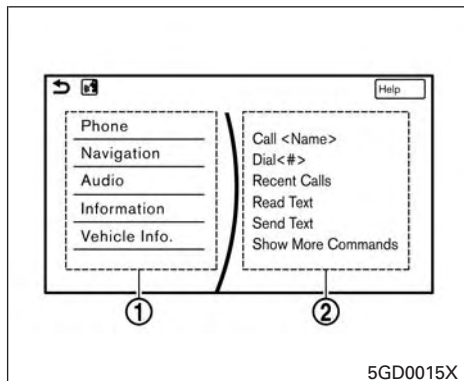 Help
Phone
Navigation
Audio
Information
Vehicle Info.
Call <Name>
Dial<#>
Recent Calls
Read Text
Send Text
Show More Commands
① ②
5GD0015X